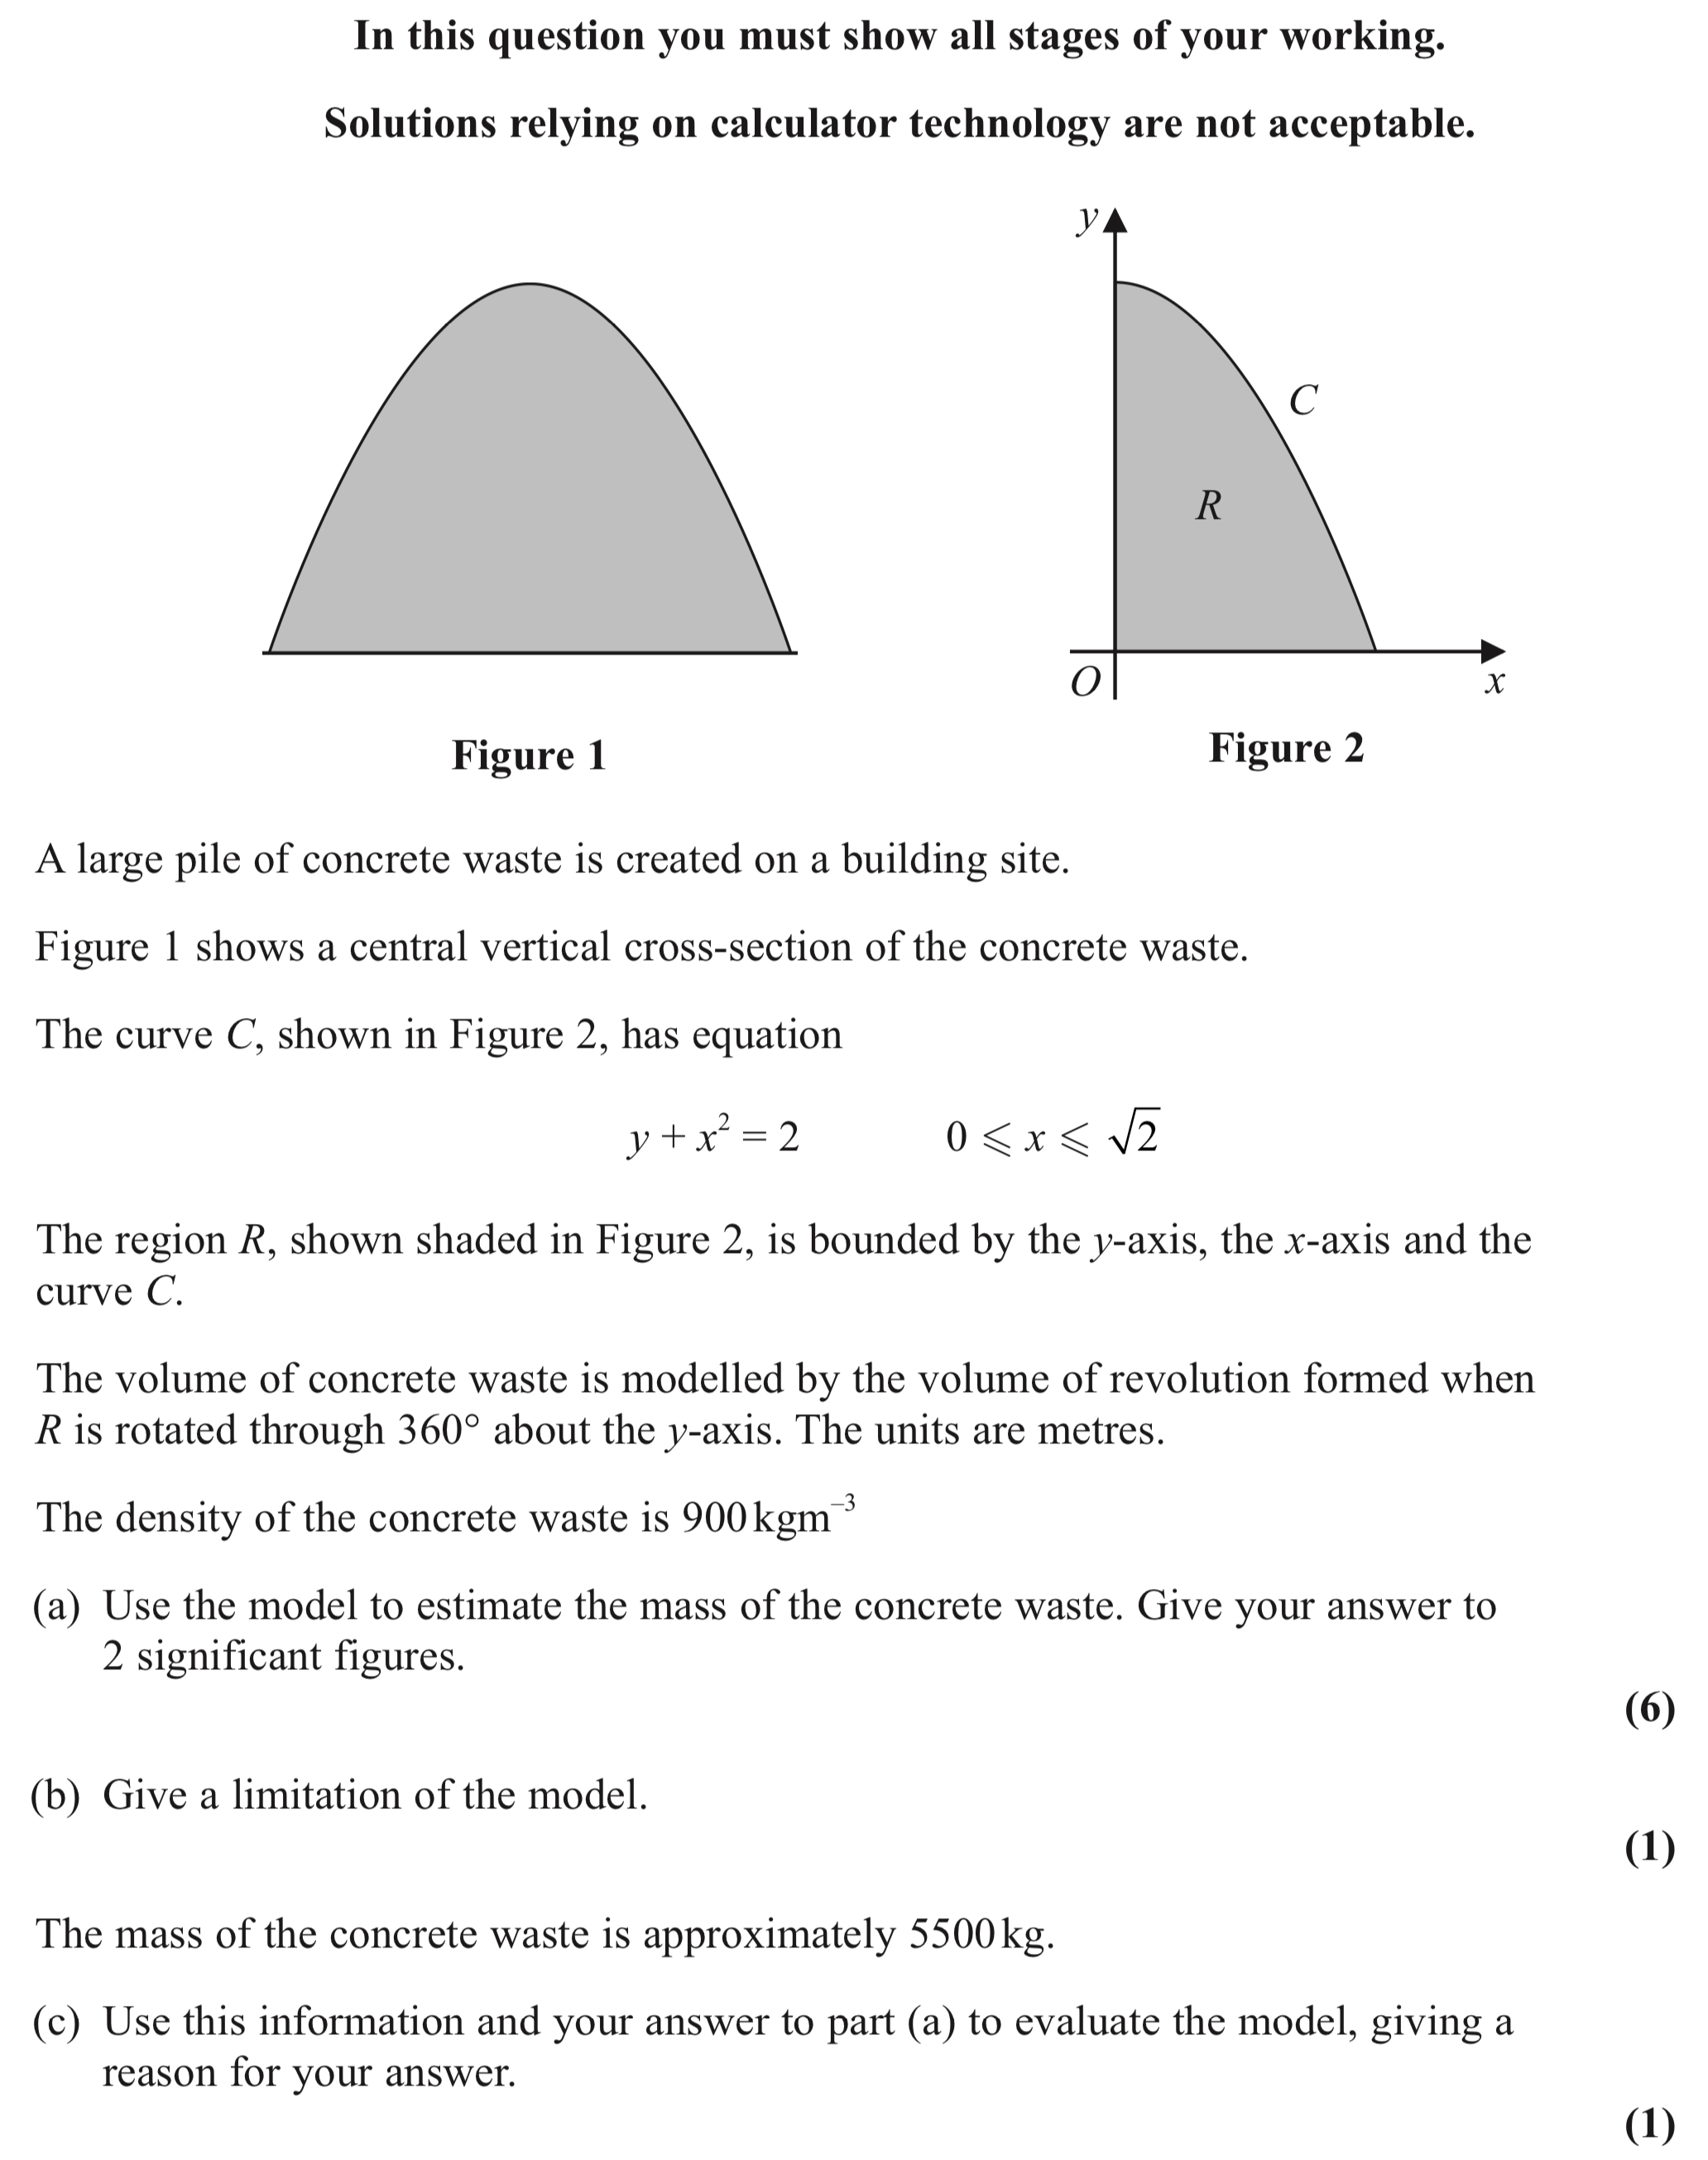 In this question you must show all stages of your working.
Solutions relying on calculator technology are not acceptable.
y
C
R
O
x
Figure 1
Figure 2
A large pile of concrete waste is created on a building site.
Figure 1 shows a central vertical cross-section of the concrete waste.
The curve C, shown in Figure 2, has equation
y + x² = 2    0 ⩽ x ⩽ √2
The region R, shown shaded in Figure 2, is bounded by the y-axis, the x-axis and the
curve C.
The volume of concrete waste is modelled by the volume of revolution formed when
R is rotated through 360° about the y-axis. The units are metres.
The density of the concrete waste is 900 kgm⁻³
(a) Use the model to estimate the mass of the concrete waste. Give your answer to
2 significant figures.
(6)
(b) Give a limitation of the model.
(1)
The mass of the concrete waste is approximately 5500 kg.
(c) Use this information and your answer to part (a) to evaluate the model, giving a
reason for your answer.
(1)